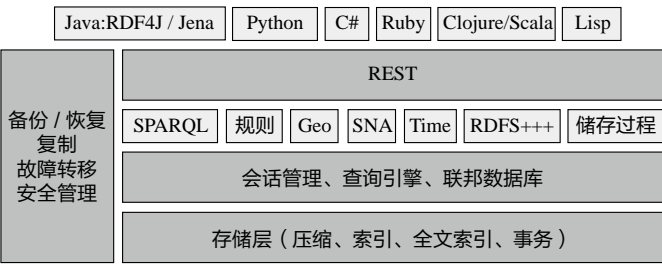 Java:RDF4J / Jena Python C# Ruby Clojure/Scala Lisp
REST
备份 / 恢复
复制
故障转移
安全管理
SPARQL 规则 Geo SNA Time RDFS+++ 储存过程
会话管理、查询引擎、联邦数据库
存储层（压缩、索引、全文索引、事务）